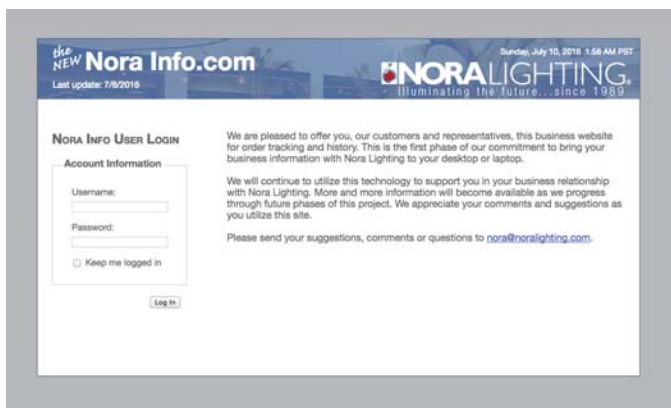 the
NEW Nora Info.com
Last update: 7/8/2016
Sunday, July 10, 2016 1:58 AM PST
NORALIGHTING®
Illuminating the future...since 1989
NORA INFO USER LOGIN
Account Information
Username:
Password:
Keep me logged in
Log In
We are pleased to offer you, our customers and representatives, this business website
for order tracking and history. This is the first phase of our commitment to bring your
business information with Nora Lighting to your desktop or laptop.
We will continue to utilize this technology to support you in your business relationship
with Nora Lighting. More and more information will become available as we progress
through future phases of this project. We appreciate your comments and suggestions as
you utilize this site.
Please send your suggestions, comments or questions to nora@noralighting.com.